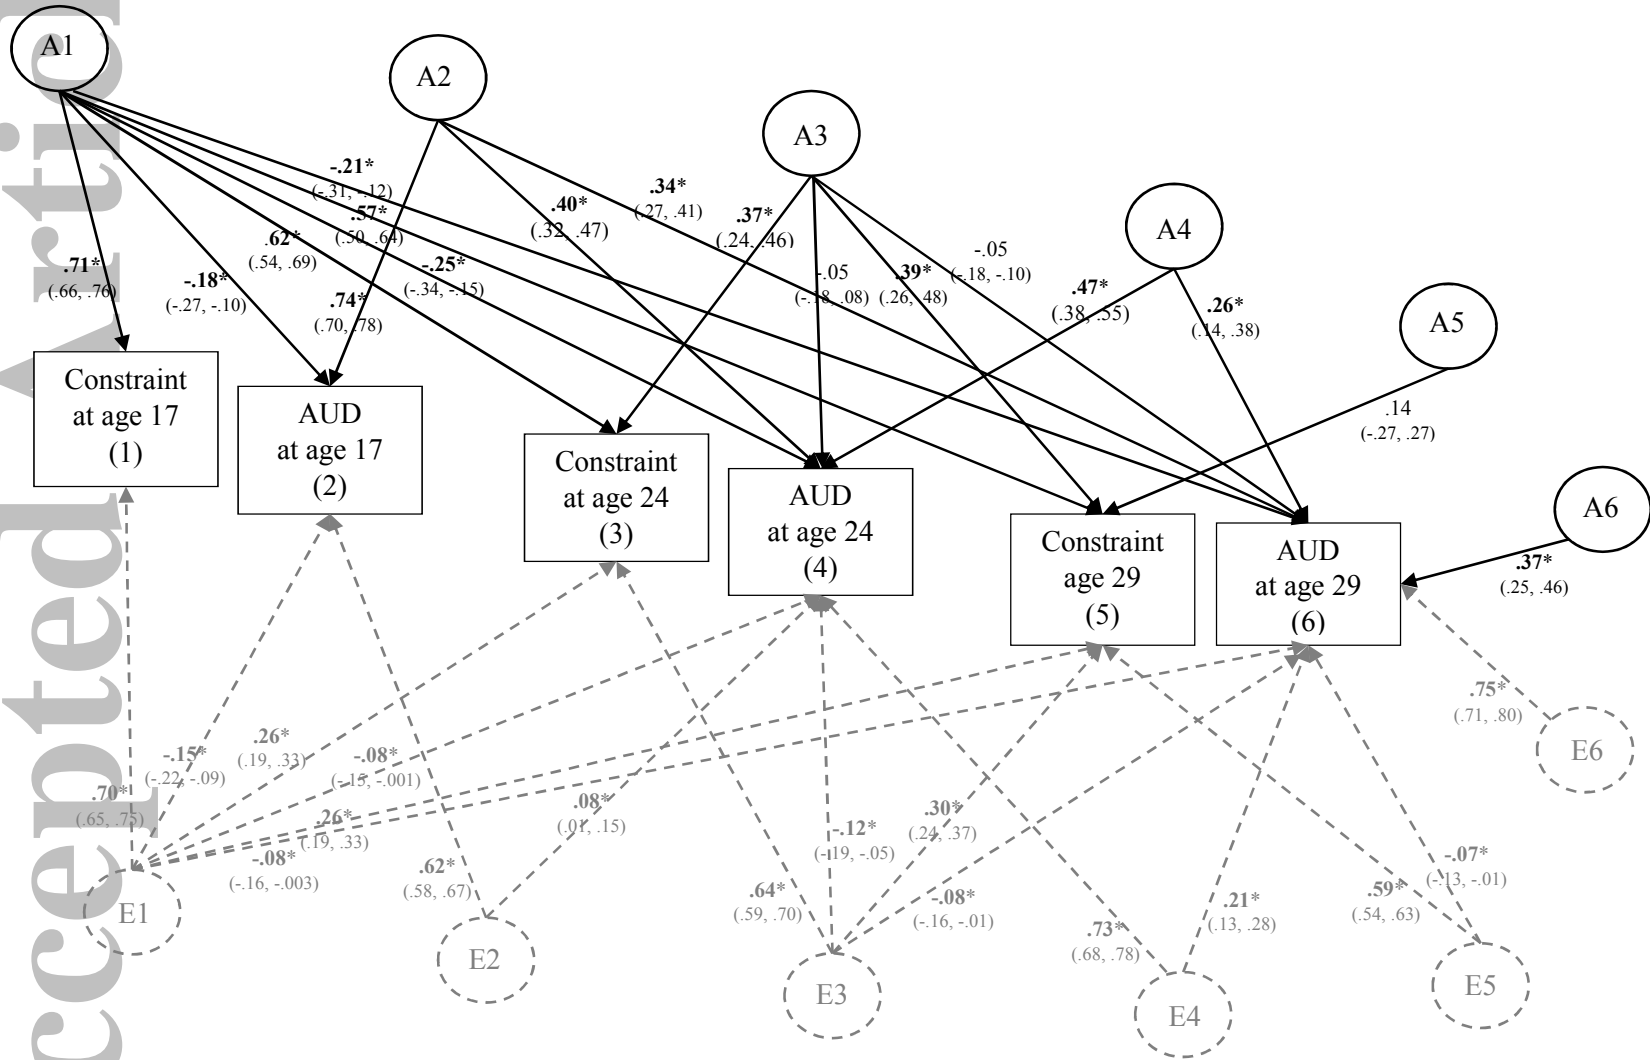 Accepted Articl
A1
A2
A3
A4
A5
A6
-.21*
(-.31, -.12)
.57*
(.50, .64)
.62*
(.54, .69)
.71*
(.66, .76)
-.18*
(-.27, -.10)
.74*
(.70, .78)
-.25*
(-.34, -.15)
.40*
(.32, .47)
.34*
(.27, .41)
.37*
(.24, .46)
-.05
(-.18, .08)
.39*
(.26, .48)
-.05
(-.18, -.10)
.47*
(.38, .55)
.26*
(.14, .38)
.14
(-.27, .27)
.37*
(.25, .46)
Constraint
at age 17
(1)
AUD
at age 17
(2)
Constraint
at age 24
(3)
AUD
at age 24
(4)
Constraint
age 29
(5)
AUD
at age 29
(6)
.70*
(.65, .75)
-.15*
(-.22, -.09)
.26*
(.19, .33)
-.08*
(-.15, -.001)
.26*
(.19, .33)
-.08*
(-.16, -.003)
.62*
(.58, .67)
.08*
(.01, .15)
.64*
(.59, .70)
-.12*
(-.19, -.05)
.30*
(.24, .37)
-.08*
(-.16, -.01)
.73*
(.68, .78)
.21*
(.13, .28)
.59*
(.54, .63)
-.07*
(-.13, -.01)
.75*
(.71, .80)
E1
E2
E3
E4
E5
E6